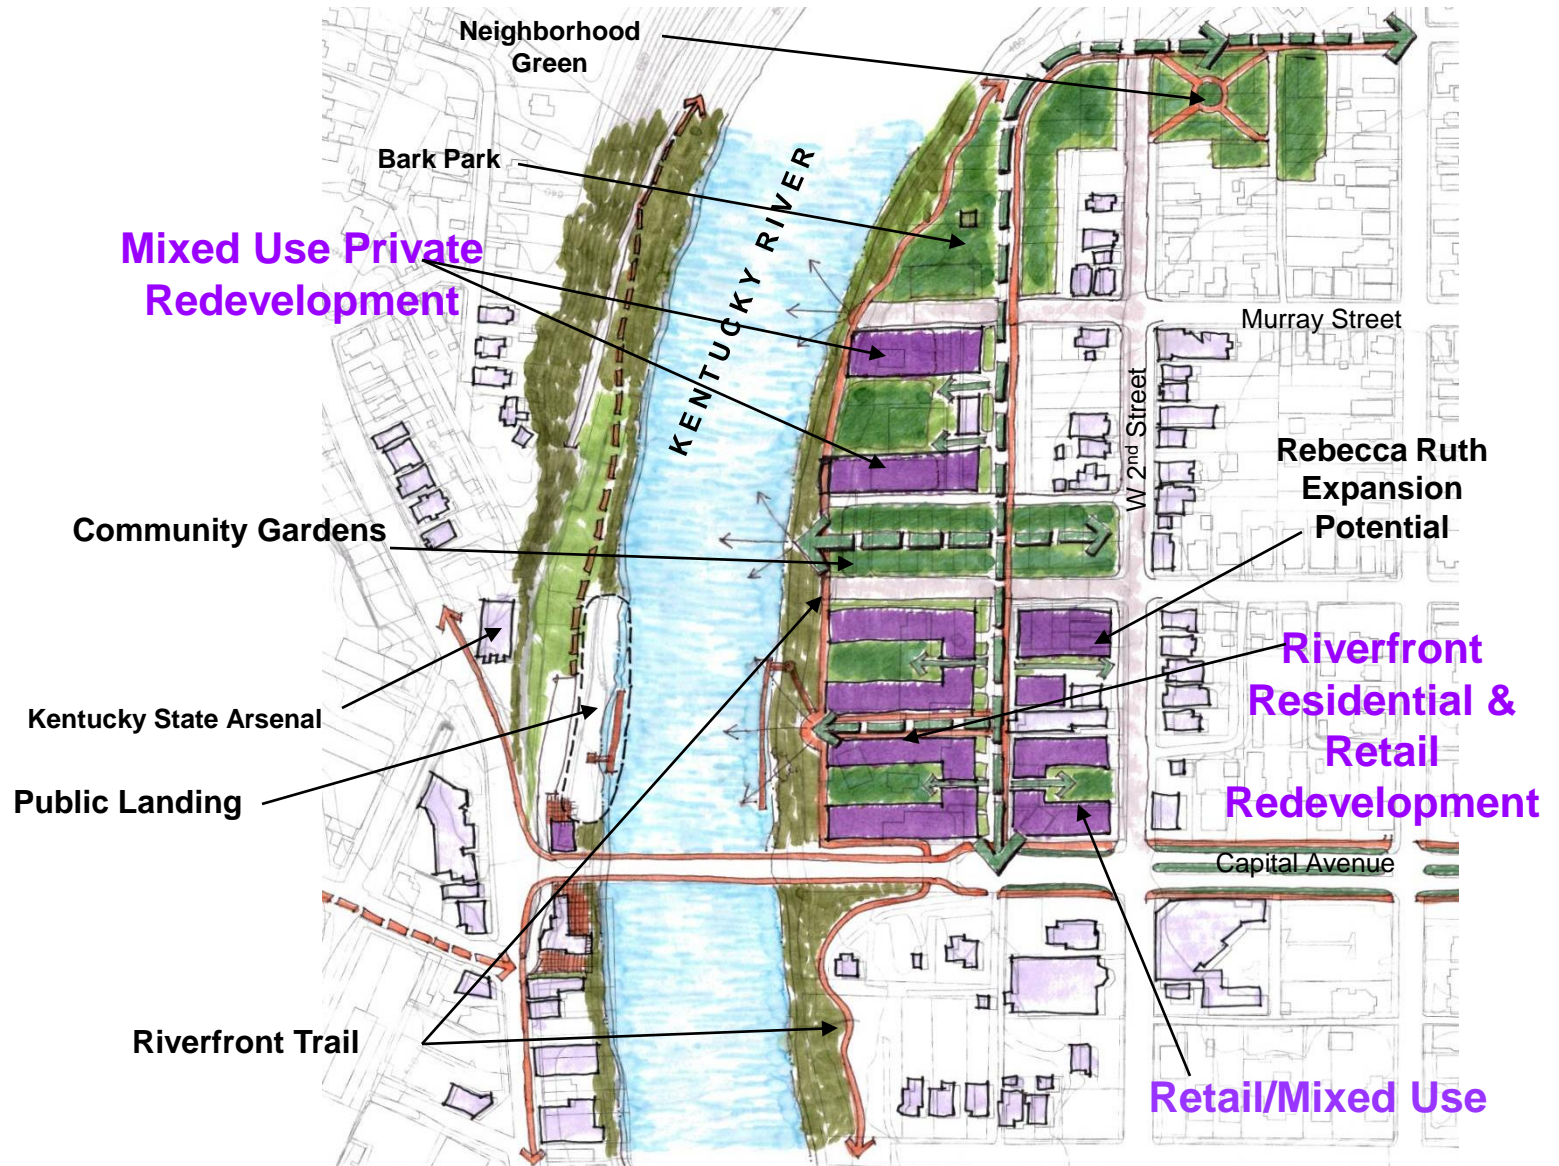 Neighborhood
Green
Bark Park
KENTUCKY RIVER
Mixed Use Private
Redevelopment
Murray Street
W 2nd Street
Rebecca Ruth
Expansion
Potential
Community Gardens
Riverfront
Residential &
Retail
Redevelopment
Kentucky State Arsenal
Public Landing
Capital Avenue
Riverfront Trail
Retail/Mixed Use